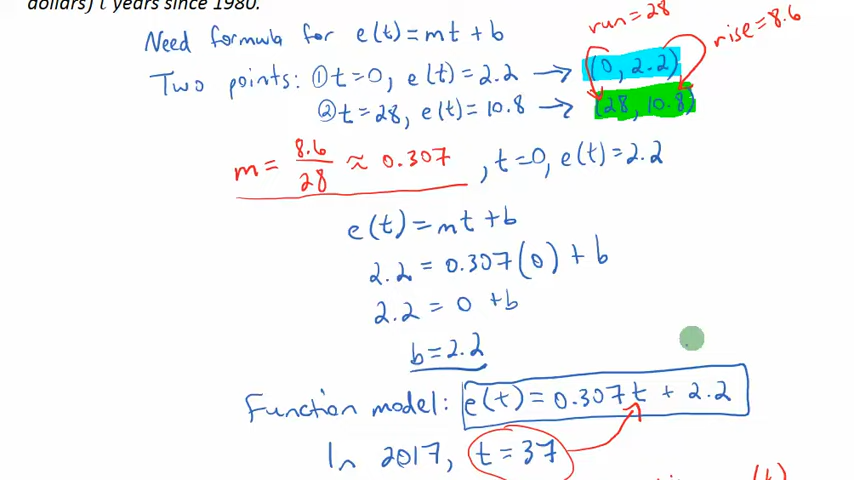 dollars) t years since 1980.
run = 28
rise = 8.6
Need formula for e(t) = mt + b
Two points: ① t = 0, e(t) = 2.2 → (0, 2.2)
② t = 28, e(t) = 10.8 → (28, 10.8)
m = 8.6/28 ≈ 0.307, t = 0, e(t) = 2.2
e(t) = mt + b
2.2 = 0.307(0) + b
2.2 = 0 + b
b = 2.2
Function model: e(t) = 0.307t + 2.2
In 2017, t = 37